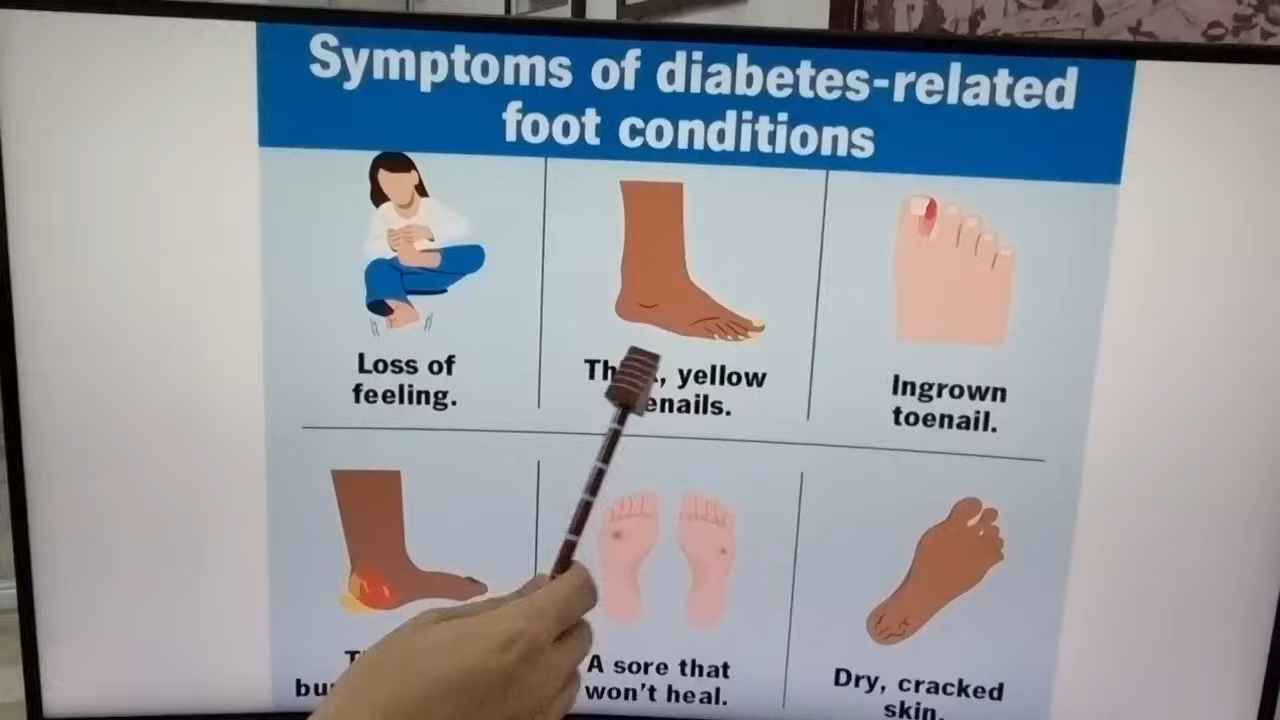 Symptoms of diabetes-related
foot conditions
Loss of
feeling.
yellow
Ingrown
toenail.
A sore that
won't heal.
Dry, cracked
skin.